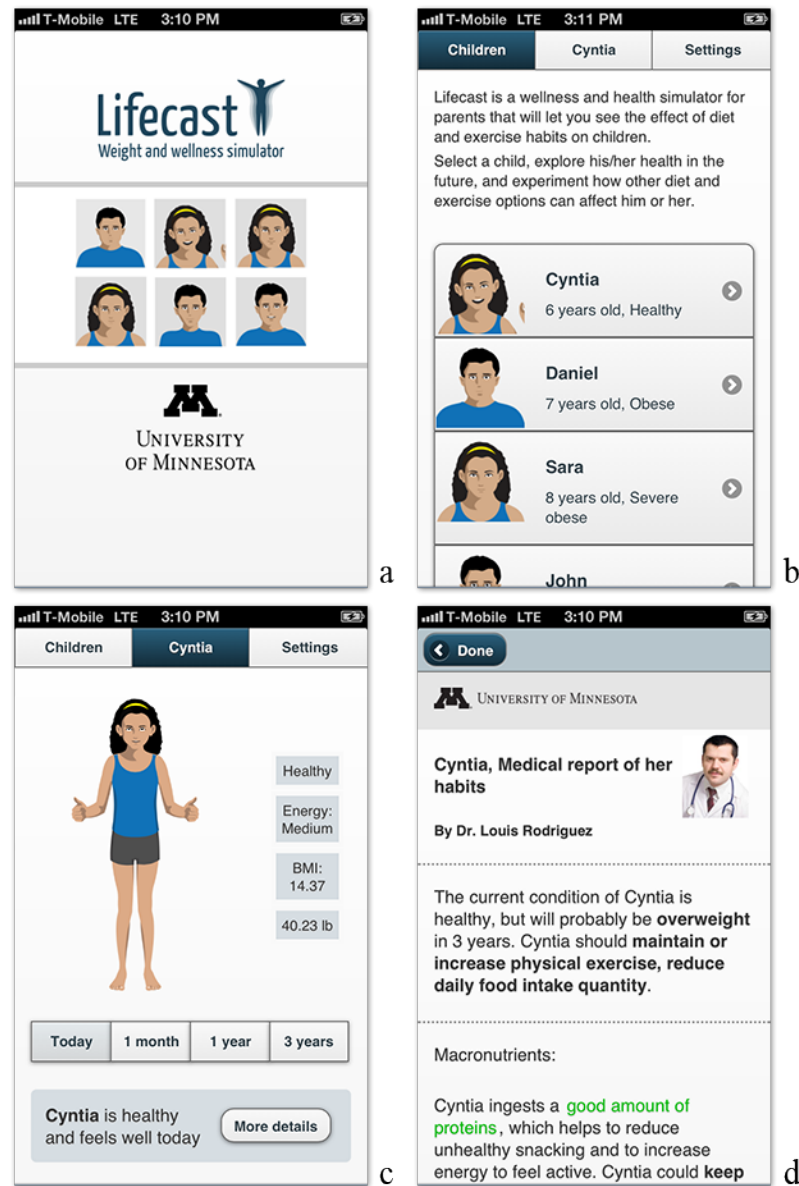 T-Mobile LTE 3:10 PM
Lifecast
Weight and wellness simulator
M
UNIVERSITY
OF MINNESOTA
a
T-Mobile LTE 3:11 PM
Children Cyntia Settings
Lifecast is a wellness and health simulator for
parents that will let you see the effect of diet
and exercise habits on children.
Select a child, explore his/her health in the
future, and experiment how other diet and
exercise options can affect him or her.
Cyntia
6 years old, Healthy
Daniel
7 years old, Obese
Sara
8 years old, Severe
obese
John
b
T-Mobile LTE 3:10 PM
Children Cyntia Settings
Healthy
Energy:
Medium
BMI:
14.37
40.23 lb
Today 1 month 1 year 3 years
Cyntia is healthy
and feels well today
More details
c
T-Mobile LTE 3:10 PM
Done
M UNIVERSITY OF MINNESOTA
Cyntia, Medical report of her
habits
By Dr. Louis Rodriguez
The current condition of Cyntia is
healthy, but will probably be overweight
in 3 years. Cyntia should maintain or
increase physical exercise, reduce
daily food intake quantity.
Macronutrients:
Cyntia ingests a good amount of
proteins, which helps to reduce
unhealthy snacking and to increase
energy to feel active. Cyntia could keep
d